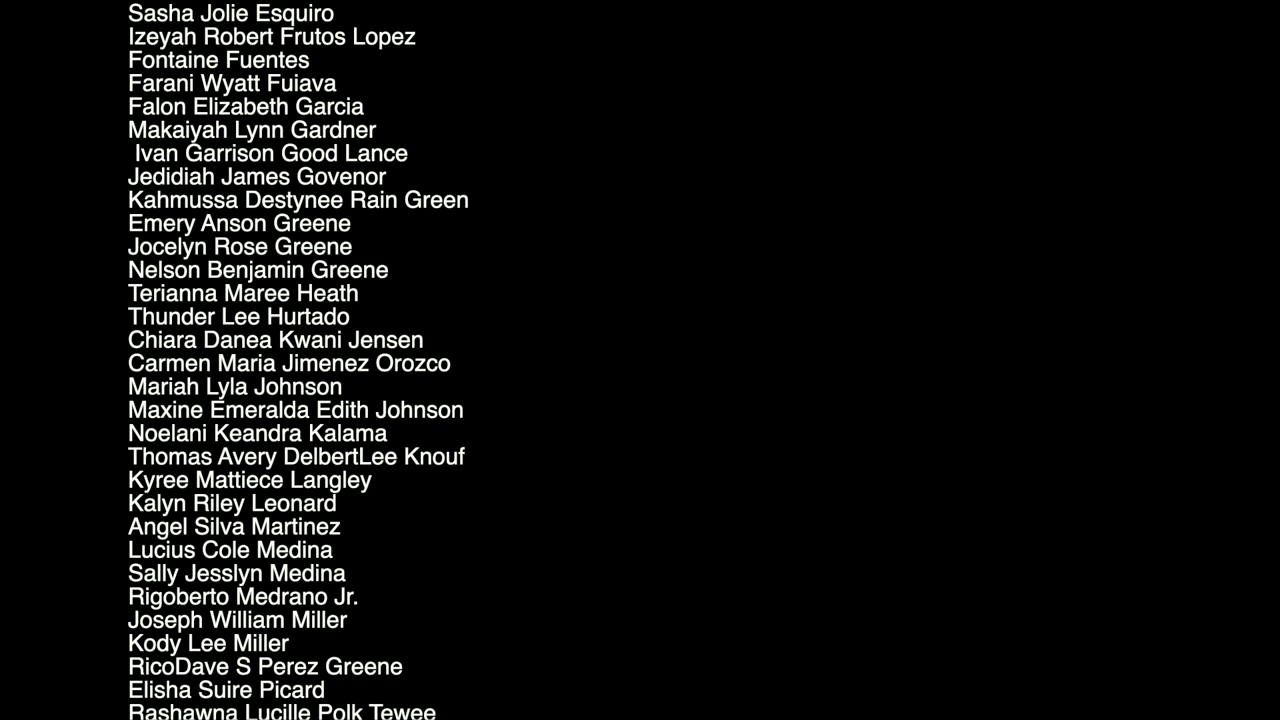 Sasha Jolie Esquiro
Izeyah Robert Frutos Lopez
Fontaine Fuentes
Farani Wyatt Fuiava
Falon Elizabeth Garcia
Makaiyah Lynn Gardner
Ivan Garrison Good Lance
Jedidiah James Govenor
Kahmussa Destynee Rain Green
Emery Anson Greene
Jocelyn Rose Greene
Nelson Benjamin Greene
Terianna Maree Heath
Thunder Lee Hurtado
Chiara Danea Kwani Jensen
Carmen Maria Jimenez Orozco
Mariah Lyla Johnson
Maxine Emeralda Edith Johnson
Noelani Keandra Kalama
Thomas Avery DelbertLee Knouf
Kyree Mattiece Langley
Kalyn Riley Leonard
Angel Silva Martinez
Lucius Cole Medina
Sally Jesslyn Medina
Rigoberto Medrano Jr.
Joseph William Miller
Kody Lee Miller
RicoDave S Perez Greene
Elisha Suire Picard
Rashawna Lucille Polk Tewee